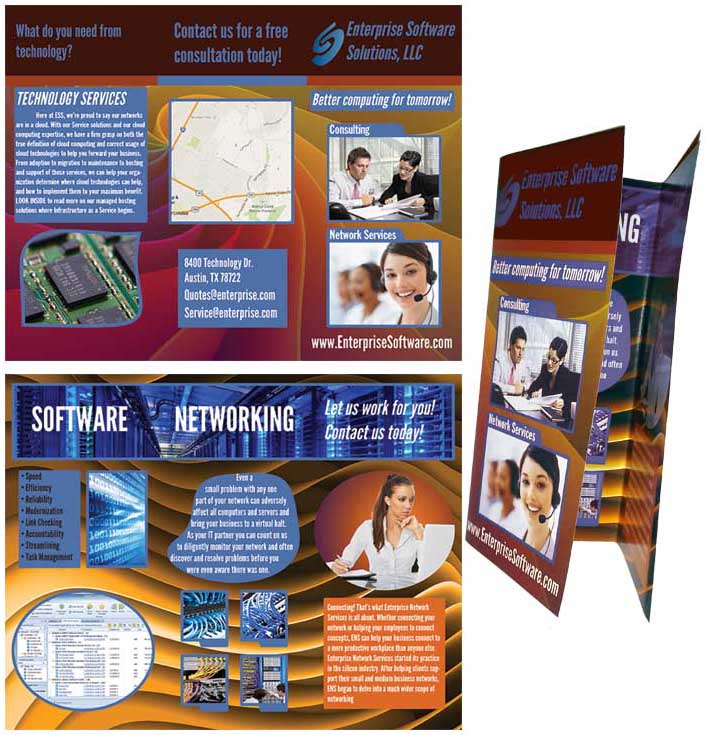 What do you need from
technology?
TECHNOLOGY SERVICES
Here at ESS, we're proud to say our networks
are in a cloud. With our Service solutions and our cloud
computing expertise, we have a firm grasp on both the
true definition of cloud computing and correct usage of
cloud technologies to help you forward your business.
From adoption to migration to maintenance to hosting
and support of those services, we can help your orga-
nization determine where cloud technologies can help,
and how to implement them to your maximum benefit.
LOOK INSIDE to read more on our managed hosting
solutions where Infrastructure as a Service begins.
Contact us for a free
consultation today!
8400 Technology Dr.
Austin, TX 78722
Quotes@enterprise.com
Service@enterprise.com
Enterprise Software
Solutions, LLC
Better computing for tomorrow!
Consulting
Network Services
www.EnterpriseSoftware.com
SOFTWARE
NETWORKING
Let us work for you!
Contact us today!
• Speed
• Efficiency
• Reliability
• Modernization
• Link Checking
• Accountability
• Streamlining
• Task Management
Even a
small problem with any one
part of your network can adversely
affect all computers and servers and
bring your business to a virtual halt.
As your IT partner you can count on us
to diligently monitor your network and often
discover and resolve problems before you
were even aware there was one.
Connecting! That's what Enterprise Network
Services is all about. Whether connecting your
network or helping your employees to connect
concepts, ENS can help your business connect to
a more productive workplace than anyone else.
Enterprise Network Services started its practice
in the silicon industry. After helping clients sup-
port their small and medium business networks,
ENS began to delve into a much wider scope of
networking
Enterprise Software
Solutions, LLC
Better computing for tomorrow!
Consulting
Network Services
www.EnterpriseSoftware.com
NG